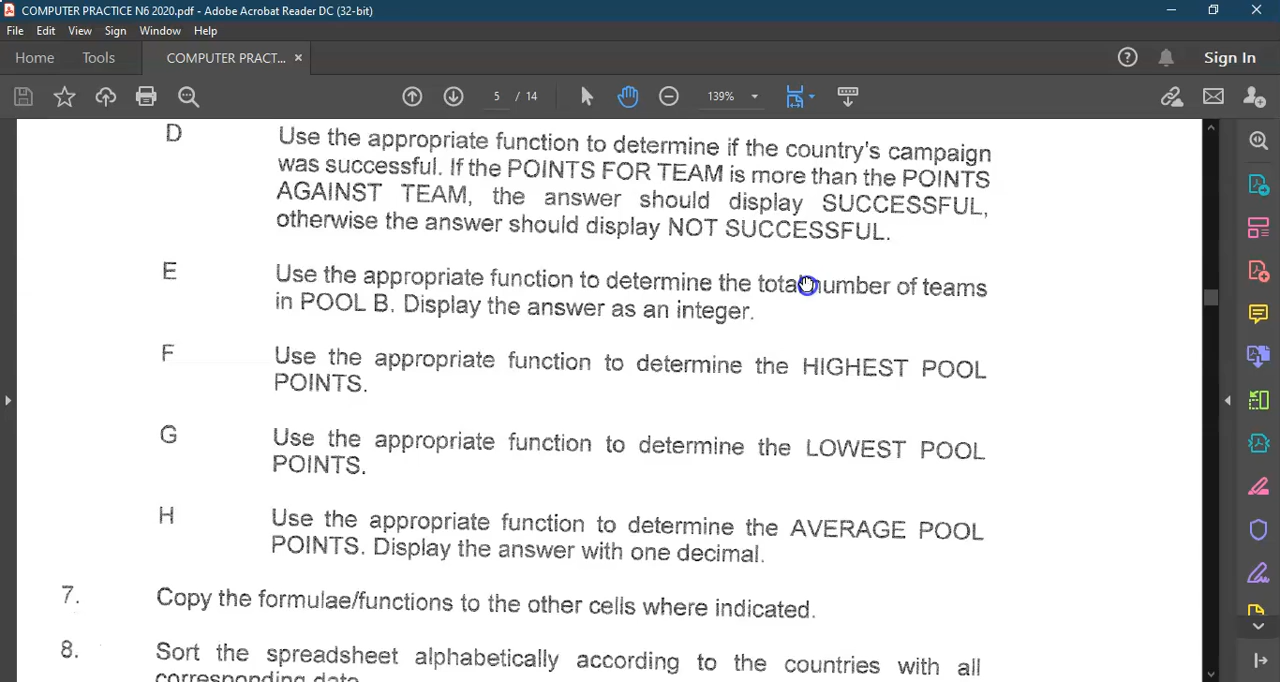 COMPUTER PRACTICE N6 2020.pdf - Adobe Acrobat Reader DC (32-bit)
File Edit View Sign Window Help
Home Tools COMPUTER PRACT... × Sign In
5 / 14 139%
D Use the appropriate function to determine if the country's campaign
was successful. If the POINTS FOR TEAM is more than the POINTS
AGAINST TEAM, the answer should display SUCCESSFUL,
otherwise the answer should display NOT SUCCESSFUL.
E Use the appropriate function to determine the total number of teams
in POOL B. Display the answer as an integer.
F Use the appropriate function to determine the HIGHEST POOL
POINTS.
G Use the appropriate function to determine the LOWEST POOL
POINTS.
H Use the appropriate function to determine the AVERAGE POOL
POINTS. Display the answer with one decimal.
7. Copy the formulae/functions to the other cells where indicated.
8. Sort the spreadsheet alphabetically according to the countries with all
corresponding data